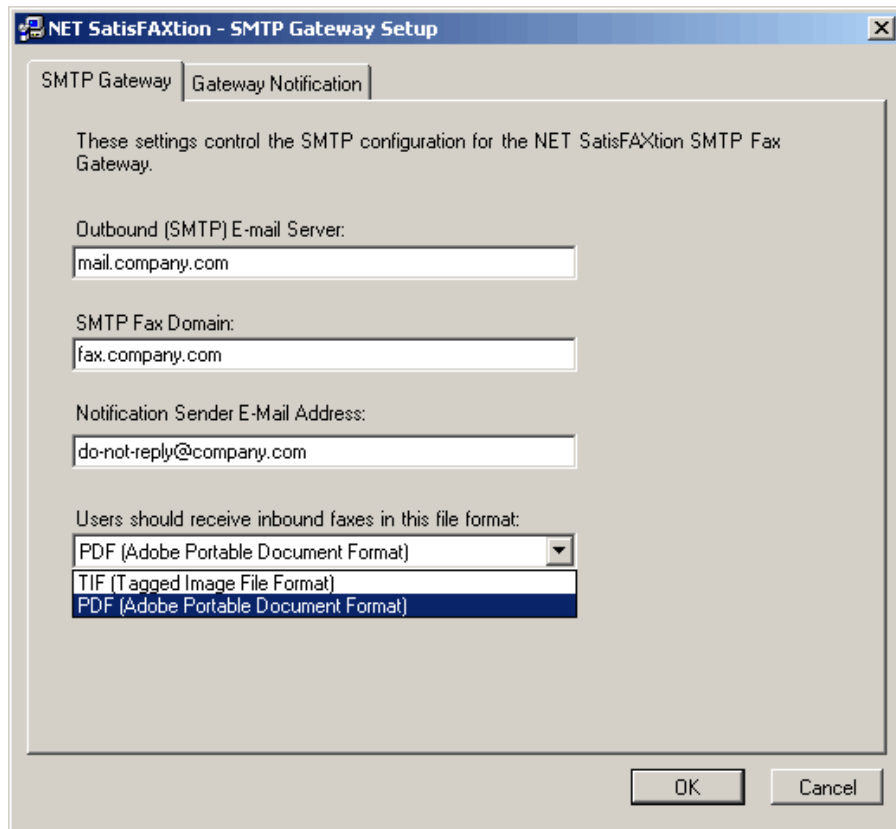 NET SatisFAXtion - SMTP Gateway Setup
SMTP Gateway
Gateway Notification
These settings control the SMTP configuration for the NET SatisFAXtion SMTP Fax
Gateway.
Outbound (SMTP) E-mail Server:
mail.company.com
SMTP Fax Domain:
fax.company.com
Notification Sender E-Mail Address:
do-not-reply@company.com
Users should receive inbound faxes in this file format:
PDF (Adobe Portable Document Format)
TIF (Tagged Image File Format)
PDF (Adobe Portable Document Format)
OK
Cancel